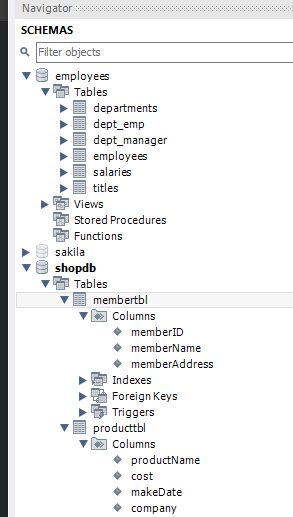 Navigator
SCHEMAS
Filter objects
employees
Tables
departments
dept_emp
dept_manager
employees
salaries
titles
Views
Stored Procedures
Functions
sakila
shopdb
Tables
membertbl
Columns
memberID
memberName
memberAddress
Indexes
Foreign Keys
Triggers
producttbl
Columns
productName
cost
makeDate
company